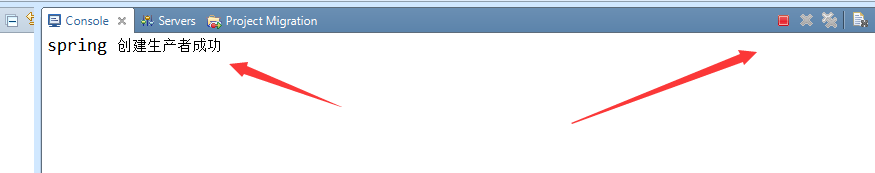 Console Servers Project Migration
spring 创建生产者成功